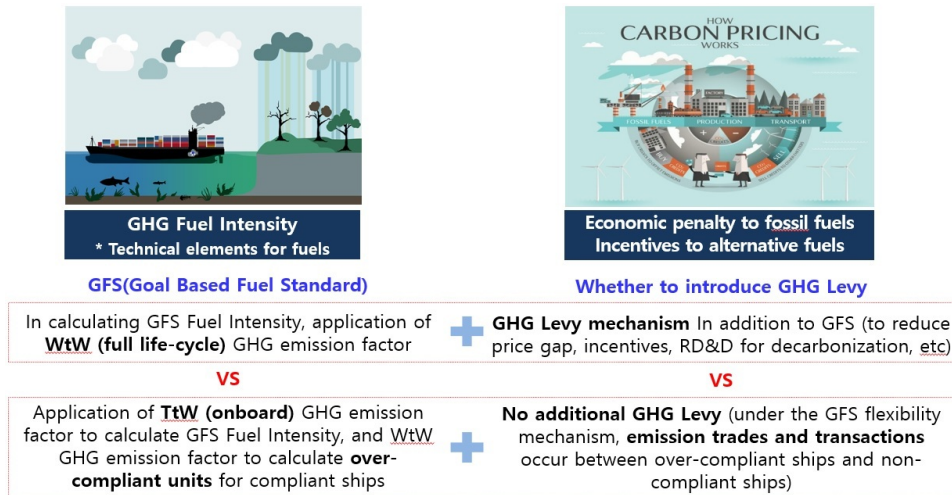 HOW
CARBON PRICING
WORKS
FACTORY
FOSSIL FUELS
PRODUCTION
TRANSPORT
BUY
SELL
GHG Fuel Intensity
* Technical elements for fuels
Economic penalty to fossil fuels
Incentives to alternative fuels
GFS(Goal Based Fuel Standard)
Whether to introduce GHG Levy
In calculating GFS Fuel Intensity, application of
WtW (full life-cycle) GHG emission factor
GHG Levy mechanism In addition to GFS (to reduce
price gap, incentives, RD&D for decarbonization, etc)
VS
VS
Application of TtW (onboard) GHG emission
factor to calculate GFS Fuel Intensity, and WtW
GHG emission factor to calculate over-
compliant units for compliant ships
No additional GHG Levy (under the GFS flexibility
mechanism, emission trades and transactions
occur between over-compliant ships and non-
compliant ships)